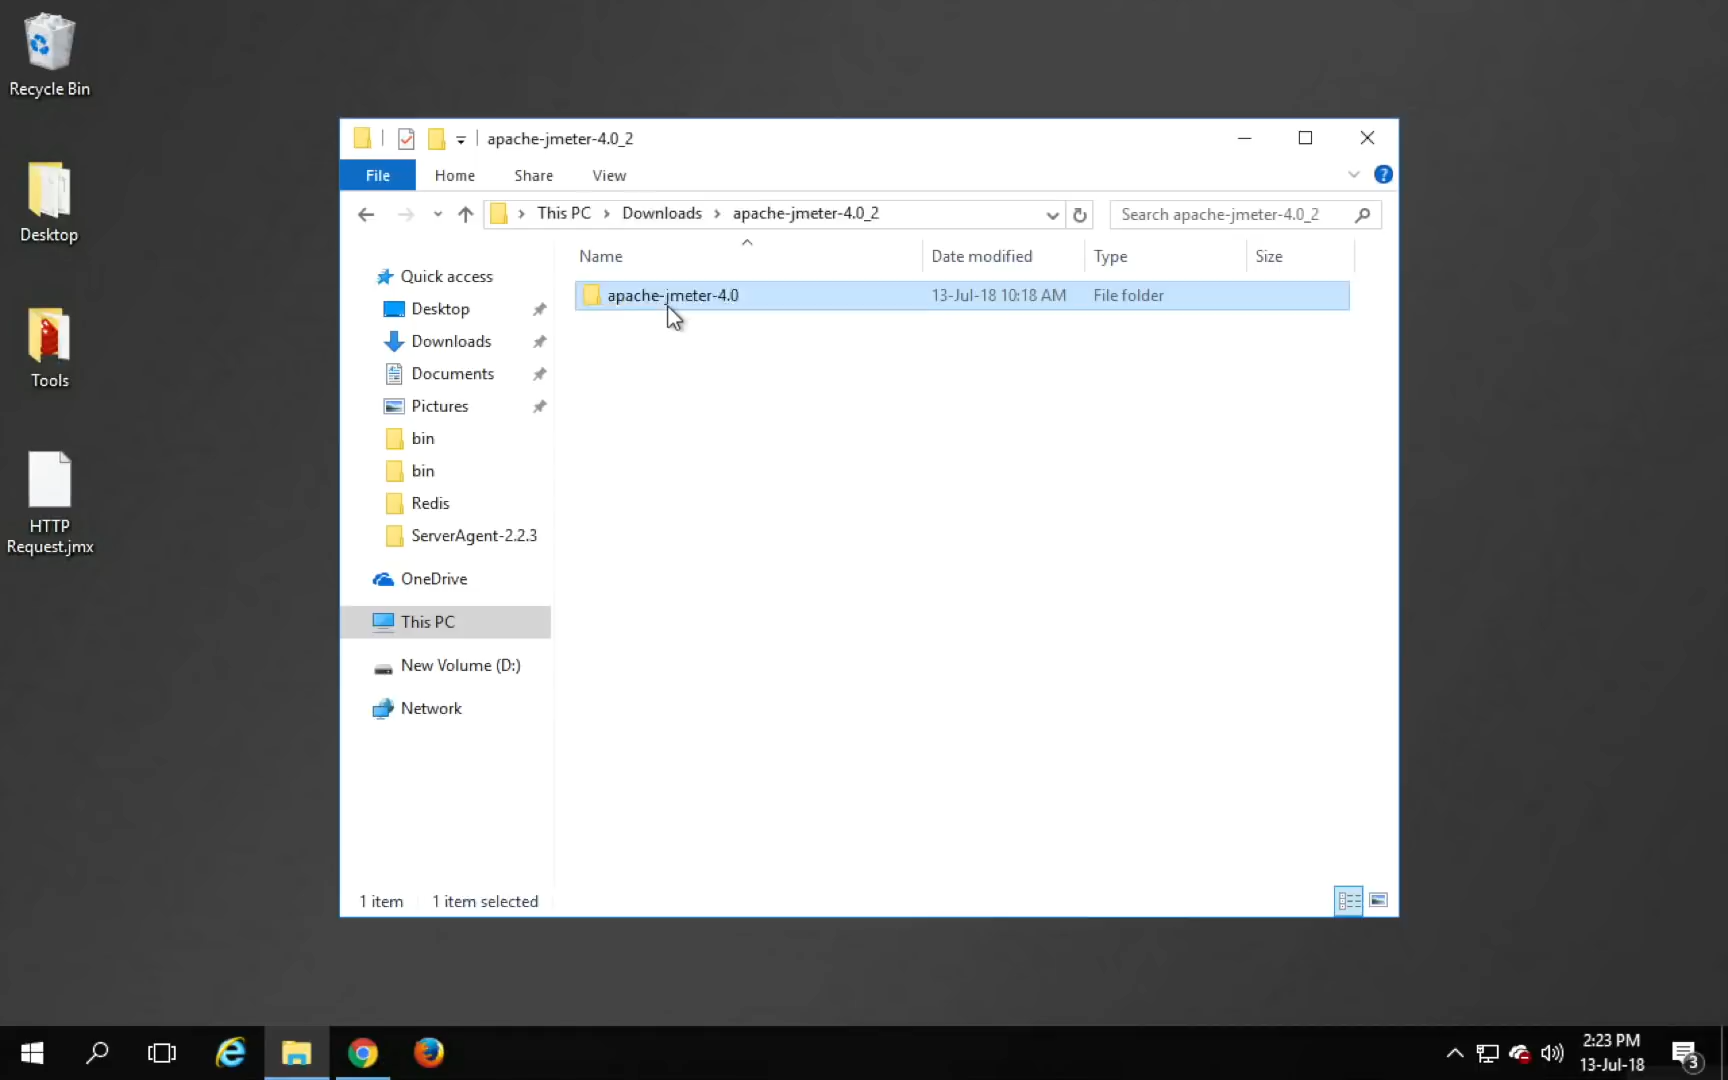 Recycle Bin
Desktop
Tools
HTTP
Request.jmx
apache-jmeter-4.0_2
File Home Share View
This PC Downloads apache-jmeter-4.0_2
Search apache-jmeter-4.0_2
Name Date modified Type Size
apache-jmeter-4.0 13-Jul-18 10:18 AM File folder
Quick access
Desktop
Downloads
Documents
Pictures
bin
bin
Redis
ServerAgent-2.2.3
OneDrive
This PC
New Volume (D:)
Network
1 item 1 item selected
2:23 PM
13-Jul-18
3